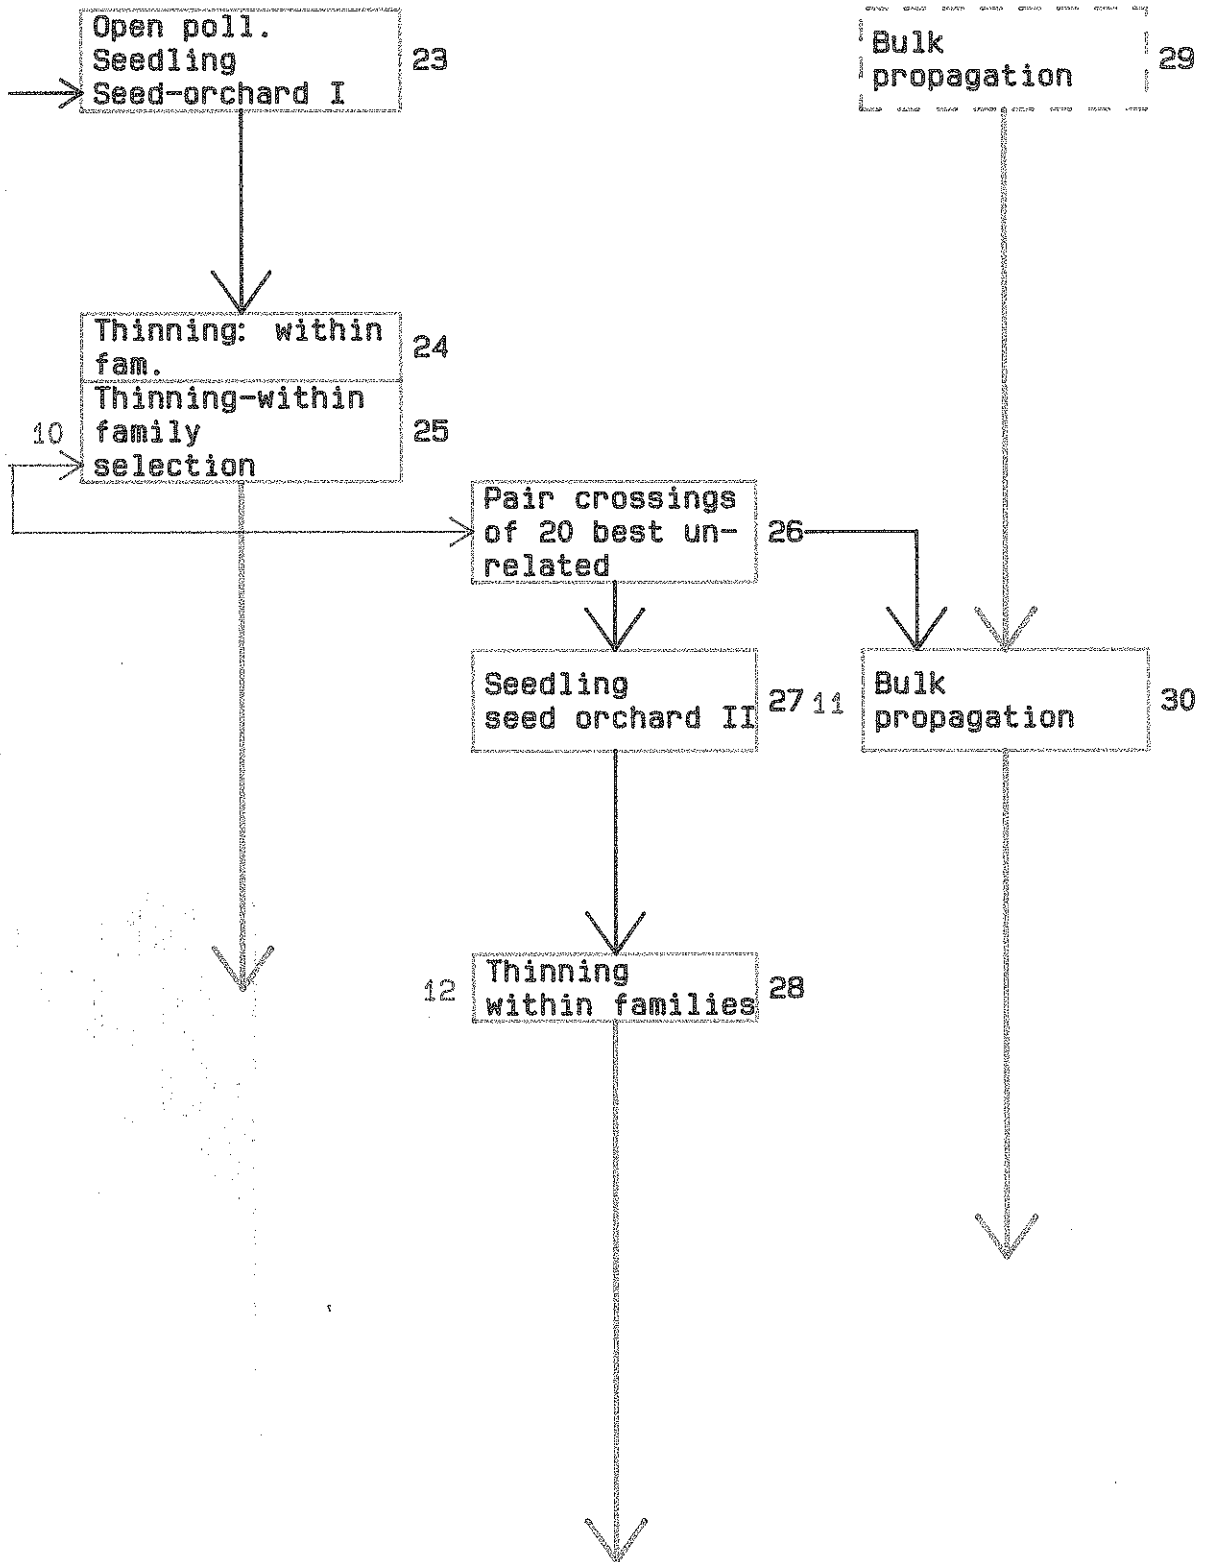 Open poll.
Seedling
Seed-orchard I
23
Bulk
propagation
29
Thinning: within
fam.
24
Thinning-within
family
selection
10
25
Pair crossings
of 20 best un-
related
26
Seedling
seed orchard II
27
11
Bulk
propagation
30
12
Thinning
within families
28